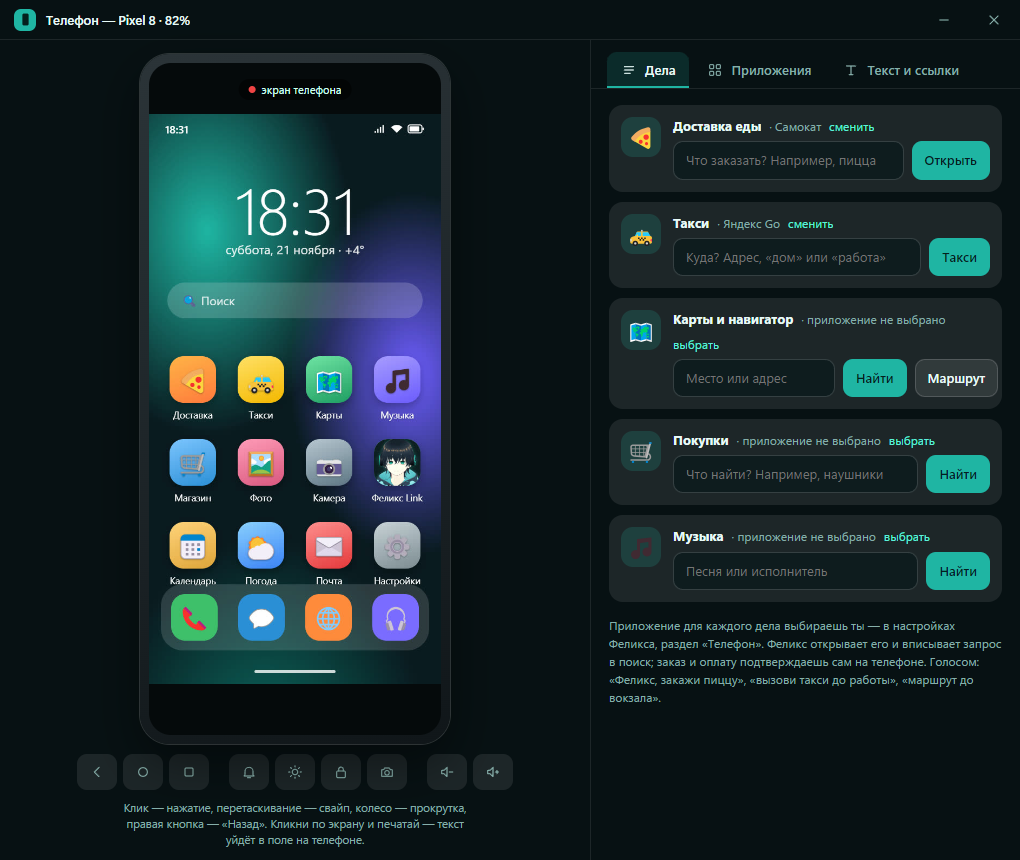 Телефон — Pixel 8 · 82%
экран телефона
18:31
18:31
суббота, 21 ноября · +4°
Поиск
Доставка Такси Карты Музыка
Магазин Фото Камера Феликс Link
Календарь Погода Почта Настройки
Клик — нажатие, перетаскивание — свайп, колесо — прокрутка,
правая кнопка — «Назад». Кликни по экрану и печатай — текст
уйдёт в поле на телефоне.
Дела Приложения Текст и ссылки
Доставка еды · Самокат сменить
Что заказать? Например, пицца Открыть
Такси · Яндекс Go сменить
Куда? Адрес, «дом» или «работа» Такси
Карты и навигатор · приложение не выбрано
выбрать
Место или адрес Найти Маршрут
Покупки · приложение не выбрано выбрать
Что найти? Например, наушники Найти
Музыка · приложение не выбрано выбрать
Песня или исполнитель Найти
Приложение для каждого дела выбираешь ты — в настройках
Феликса, раздел «Телефон». Феликс открывает его и вписывает запрос
в поиск; заказ и оплату подтверждаешь сам на телефоне. Голосом:
«Феликс, закажи пиццу», «вызови такси до работы», «маршрут до
вокзала».